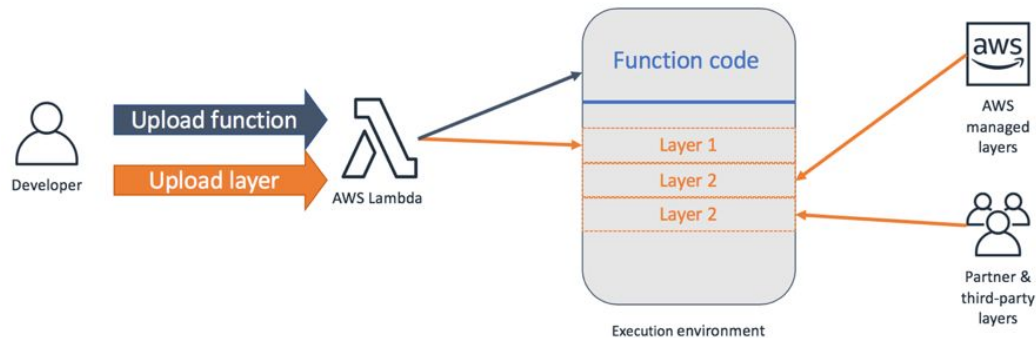 Upload function
Upload layer
Developer
AWS Lambda
Function code
Layer 1
Layer 2
Layer 2
Execution environment
aws
AWS
managed
layers
Partner &
third-party
layers